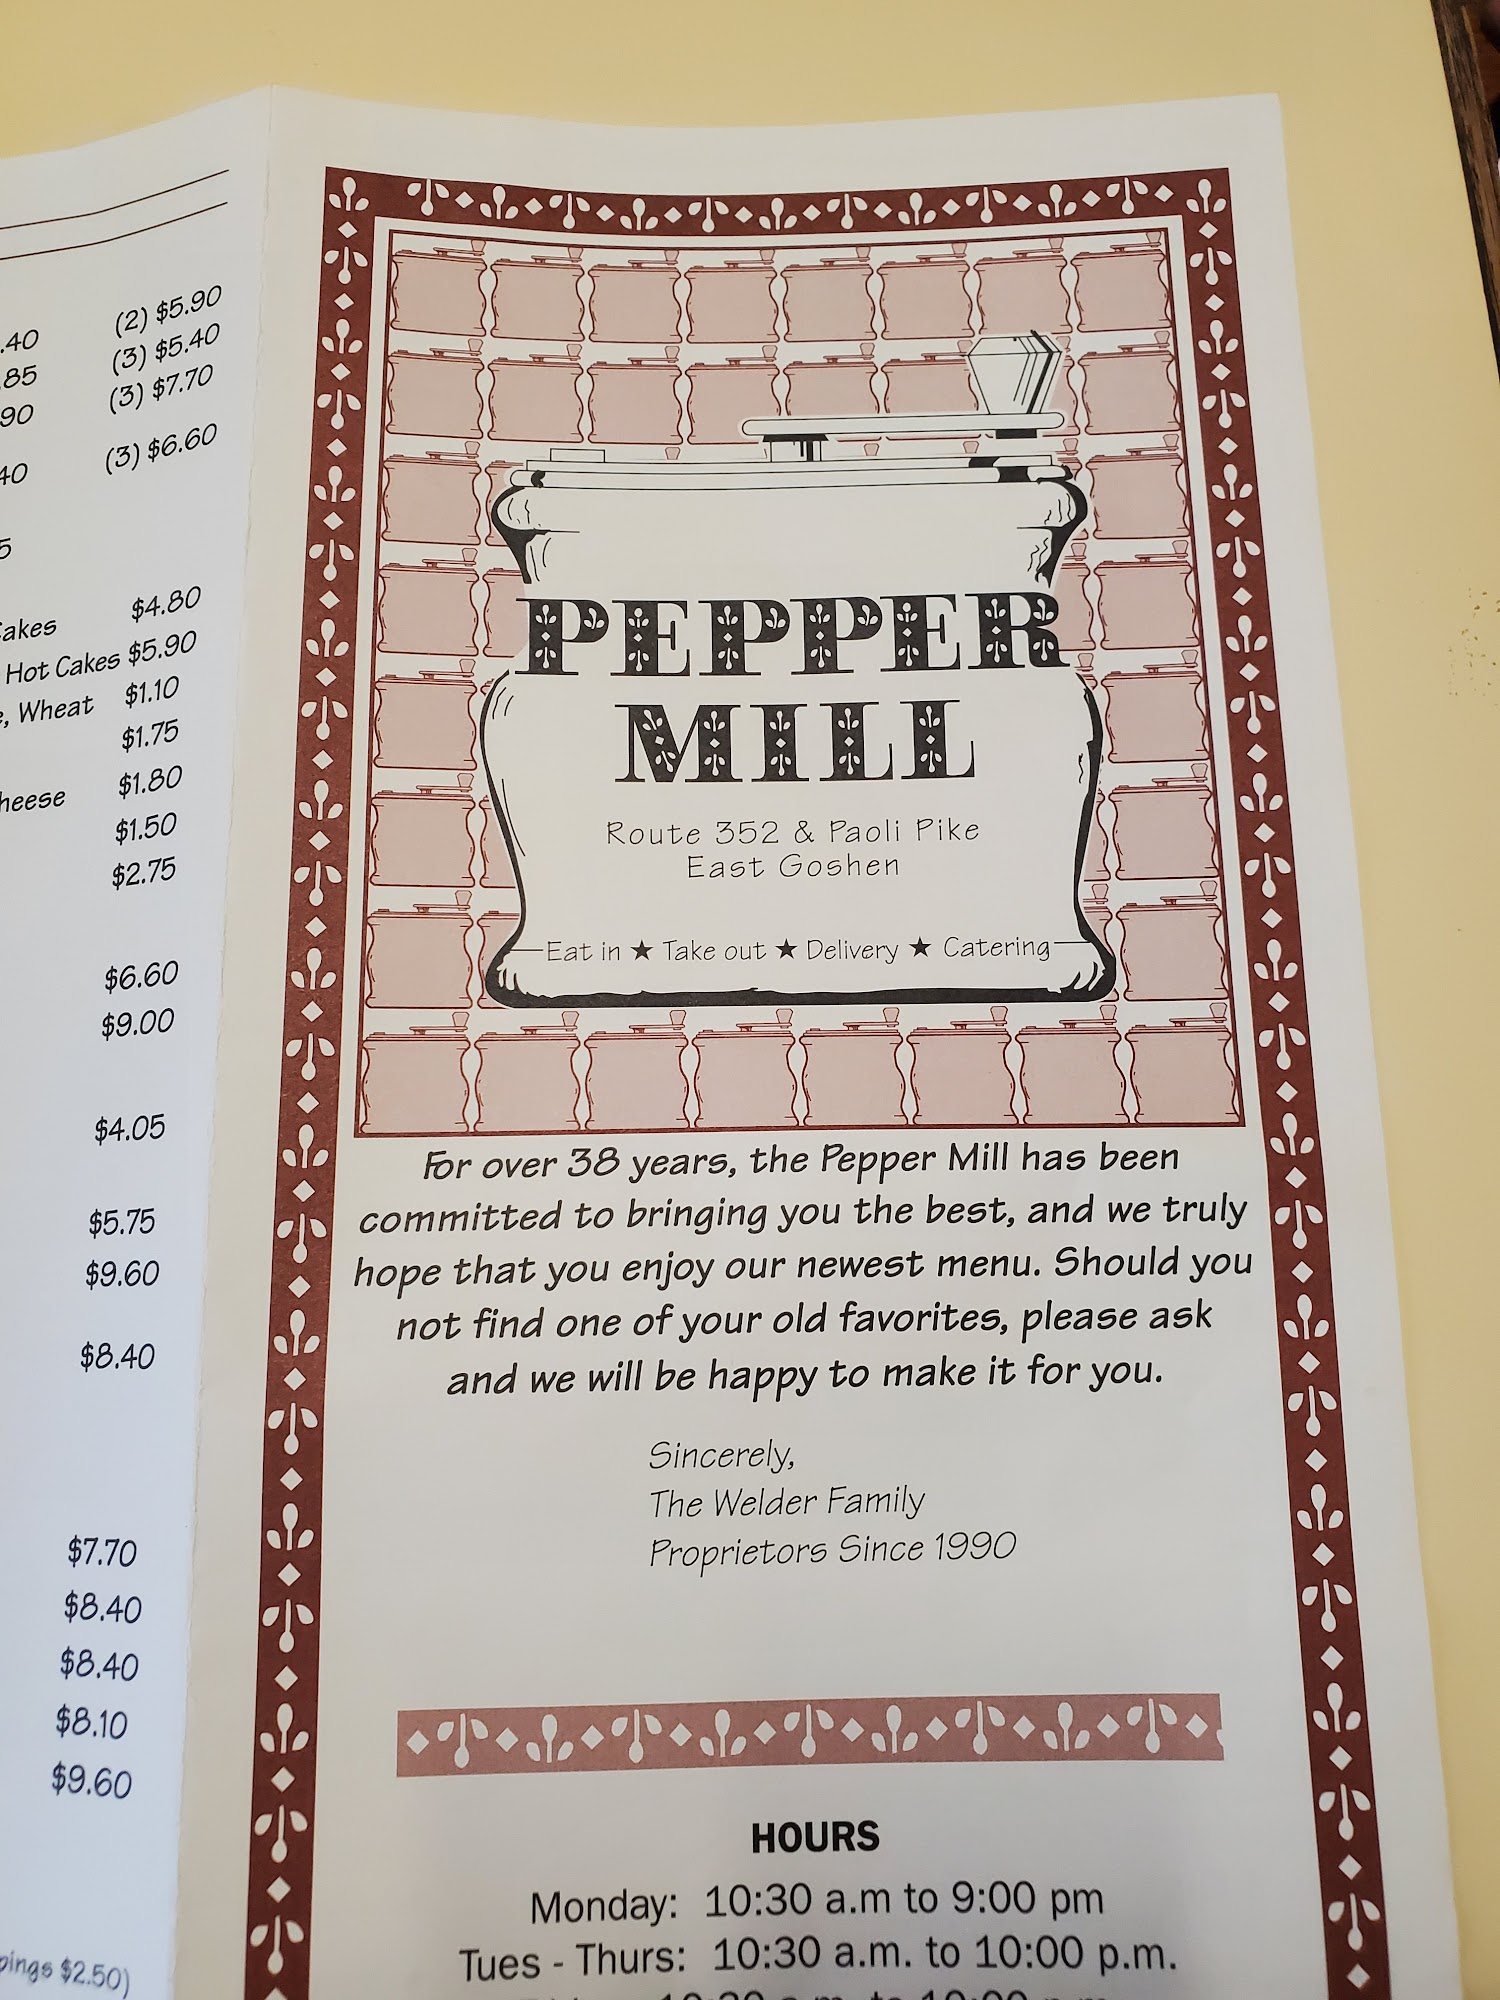 .40 (2) $5.90
.85 (3) $5.40
90 (3) $7.70
40 (3) $6.60
5
Cakes $4.80
Hot Cakes $5.90
, Wheat $1.10
$1.75
heese $1.80
$1.50
$2.75
$6.60
$9.00
$4.05
$5.75
$9.60
$8.40
$7.70
$8.40
$8.40
$8.10
$9.60
pings $2.50)
PEPPER
MILL
Route 352 & Paoli Pike
East Goshen
Eat in ★ Take out ★ Delivery ★ Catering
For over 38 years, the Pepper Mill has been
committed to bringing you the best, and we truly
hope that you enjoy our newest menu. Should you
not find one of your old favorites, please ask
and we will be happy to make it for you.
Sincerely,
The Welder Family
Proprietors Since 1990
HOURS
Monday: 10:30 a.m to 9:00 pm
Tues - Thurs: 10:30 a.m. to 10:00 p.m.